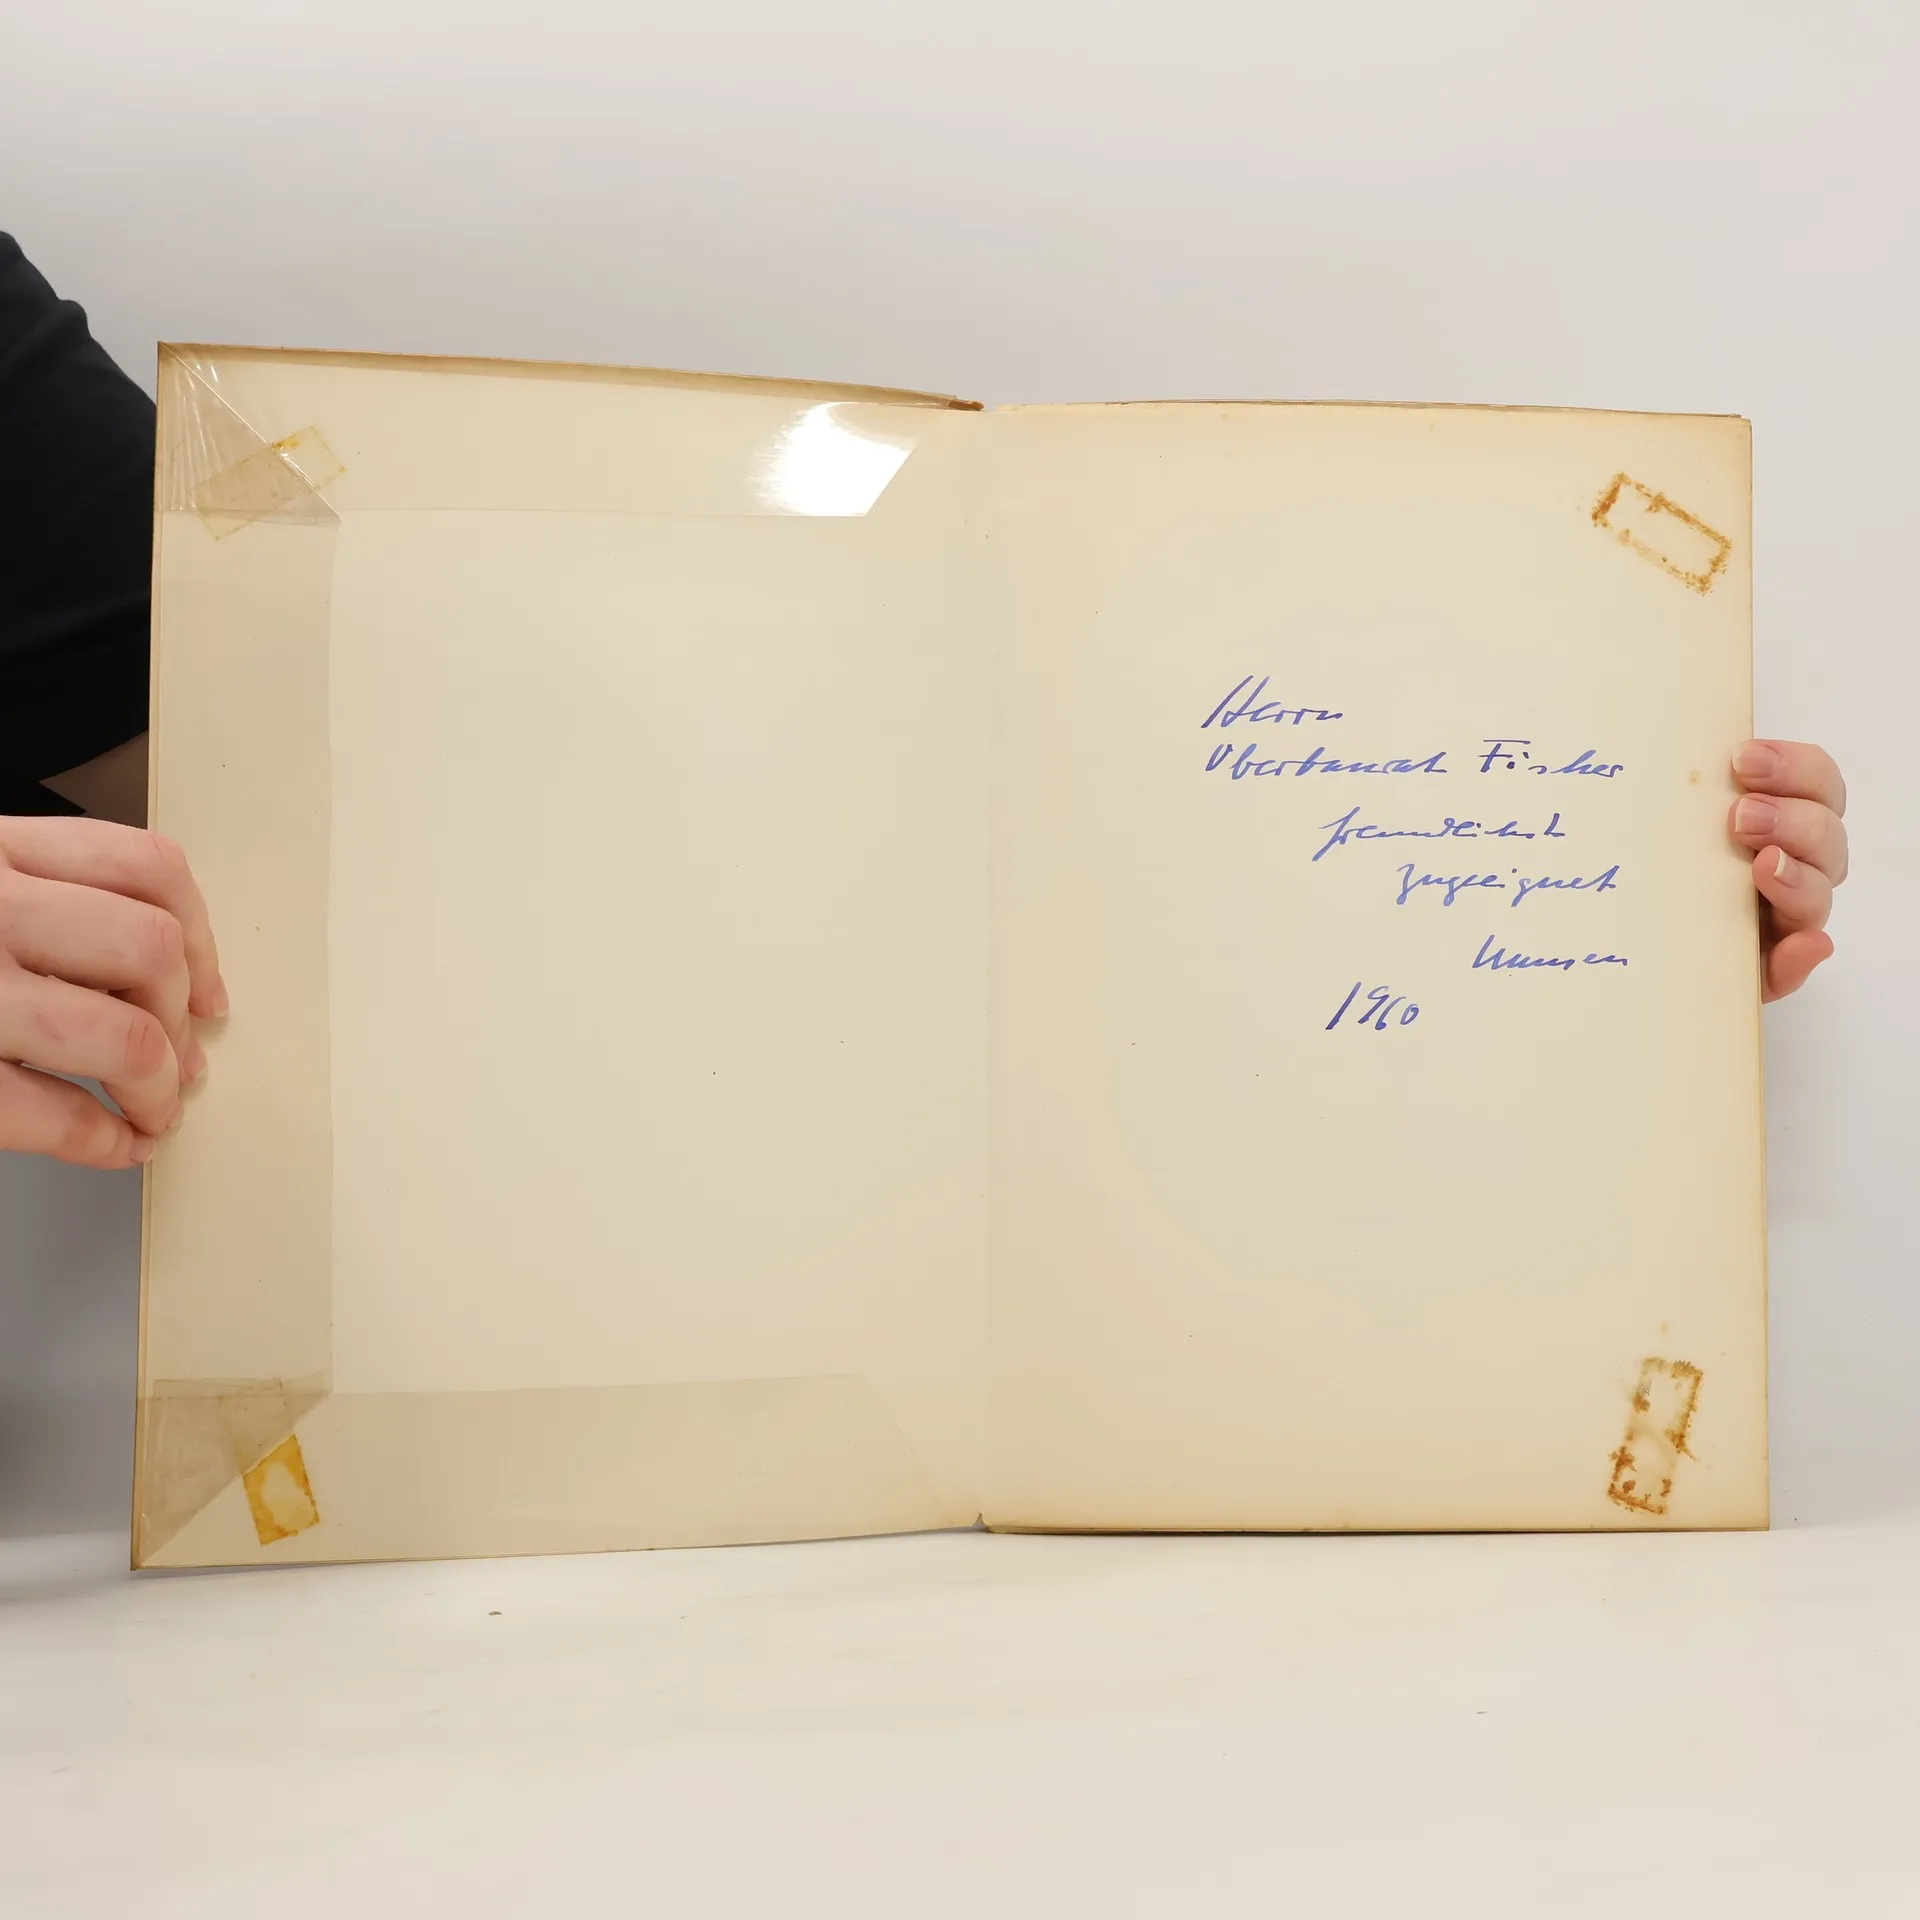 Herrn
Oberbaurat Fischer
freundlichst
zugeeignet
1960